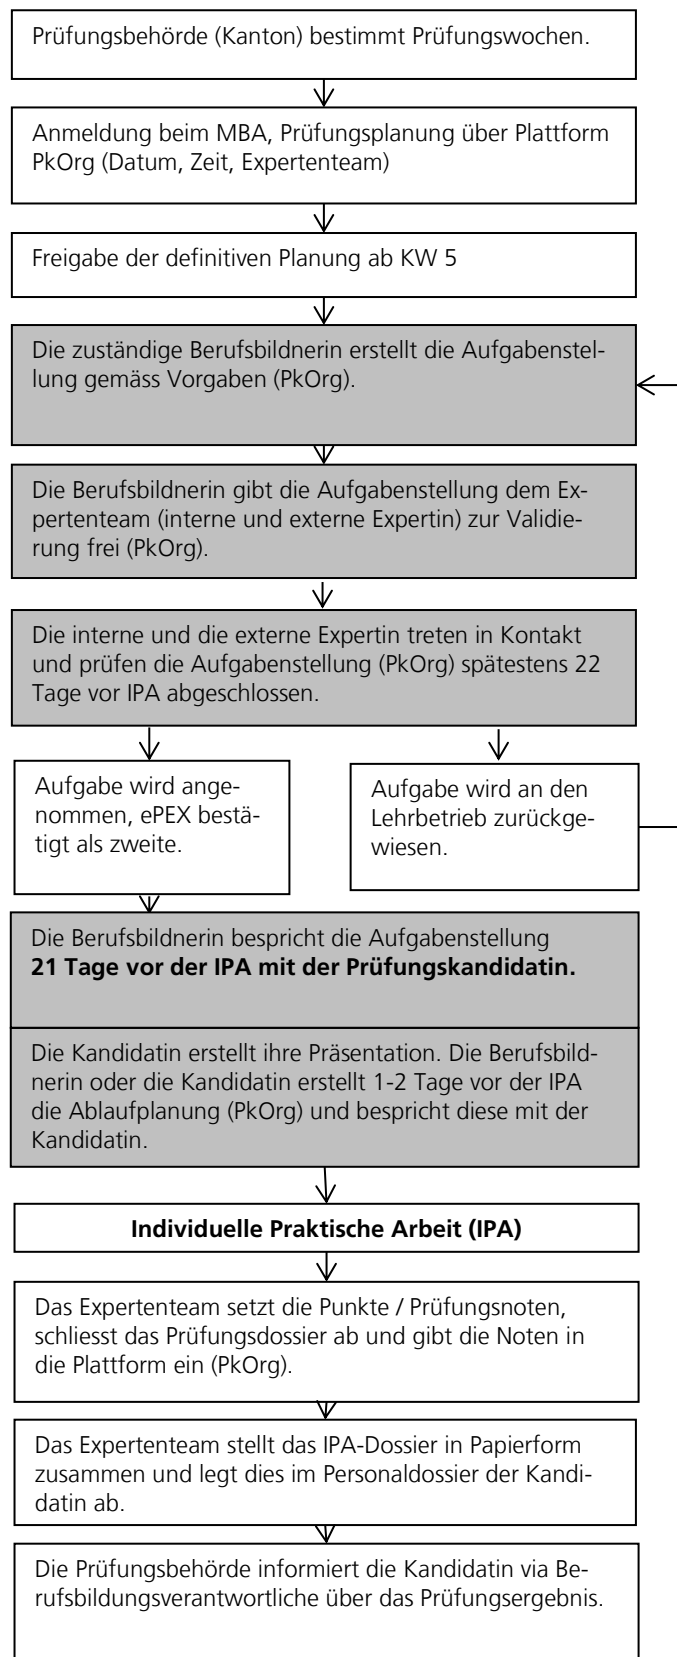 Prüfungsbehörde (Kanton) bestimmt Prüfungswochen.
Anmeldung beim MBA, Prüfungsplanung über Plattform
PkOrg (Datum, Zeit, Expertenteam)
Freigabe der definitiven Planung ab KW 5
Die zuständige Berufsbildnerin erstellt die Aufgabenstel-
lung gemäss Vorgaben (PkOrg).
Die Berufsbildnerin gibt die Aufgabenstellung dem Ex-
pertenteam (interne und externe Expertin) zur Validie-
rung frei (PkOrg).
Die interne und die externe Expertin treten in Kontakt
und prüfen die Aufgabenstellung (PkOrg) spätestens 22
Tage vor IPA abgeschlossen.
Aufgabe wird ange-
nommen, ePEX bestä-
tigt als zweite.
Aufgabe wird an den
Lehrbetrieb zurückge-
wiesen.
Die Berufsbildnerin bespricht die Aufgabenstellung
21 Tage vor der IPA mit der Prüfungskandidatin.
Die Kandidatin erstellt ihre Präsentation. Die Berufsbild-
nerin oder die Kandidatin erstellt 1-2 Tage vor der IPA
die Ablaufplanung (PkOrg) und bespricht diese mit der
Kandidatin.
Individuelle Praktische Arbeit (IPA)
Das Expertenteam setzt die Punkte / Prüfungsnoten,
schliesst das Prüfungsdossier ab und gibt die Noten in
die Plattform ein (PkOrg).
Das Expertenteam stellt das IPA-Dossier in Papierform
zusammen und legt dies im Personaldossier der Kandi-
datin ab.
Die Prüfungsbehörde informiert die Kandidatin via Be-
rufsbildungsverantwortliche über das Prüfungsergebnis.